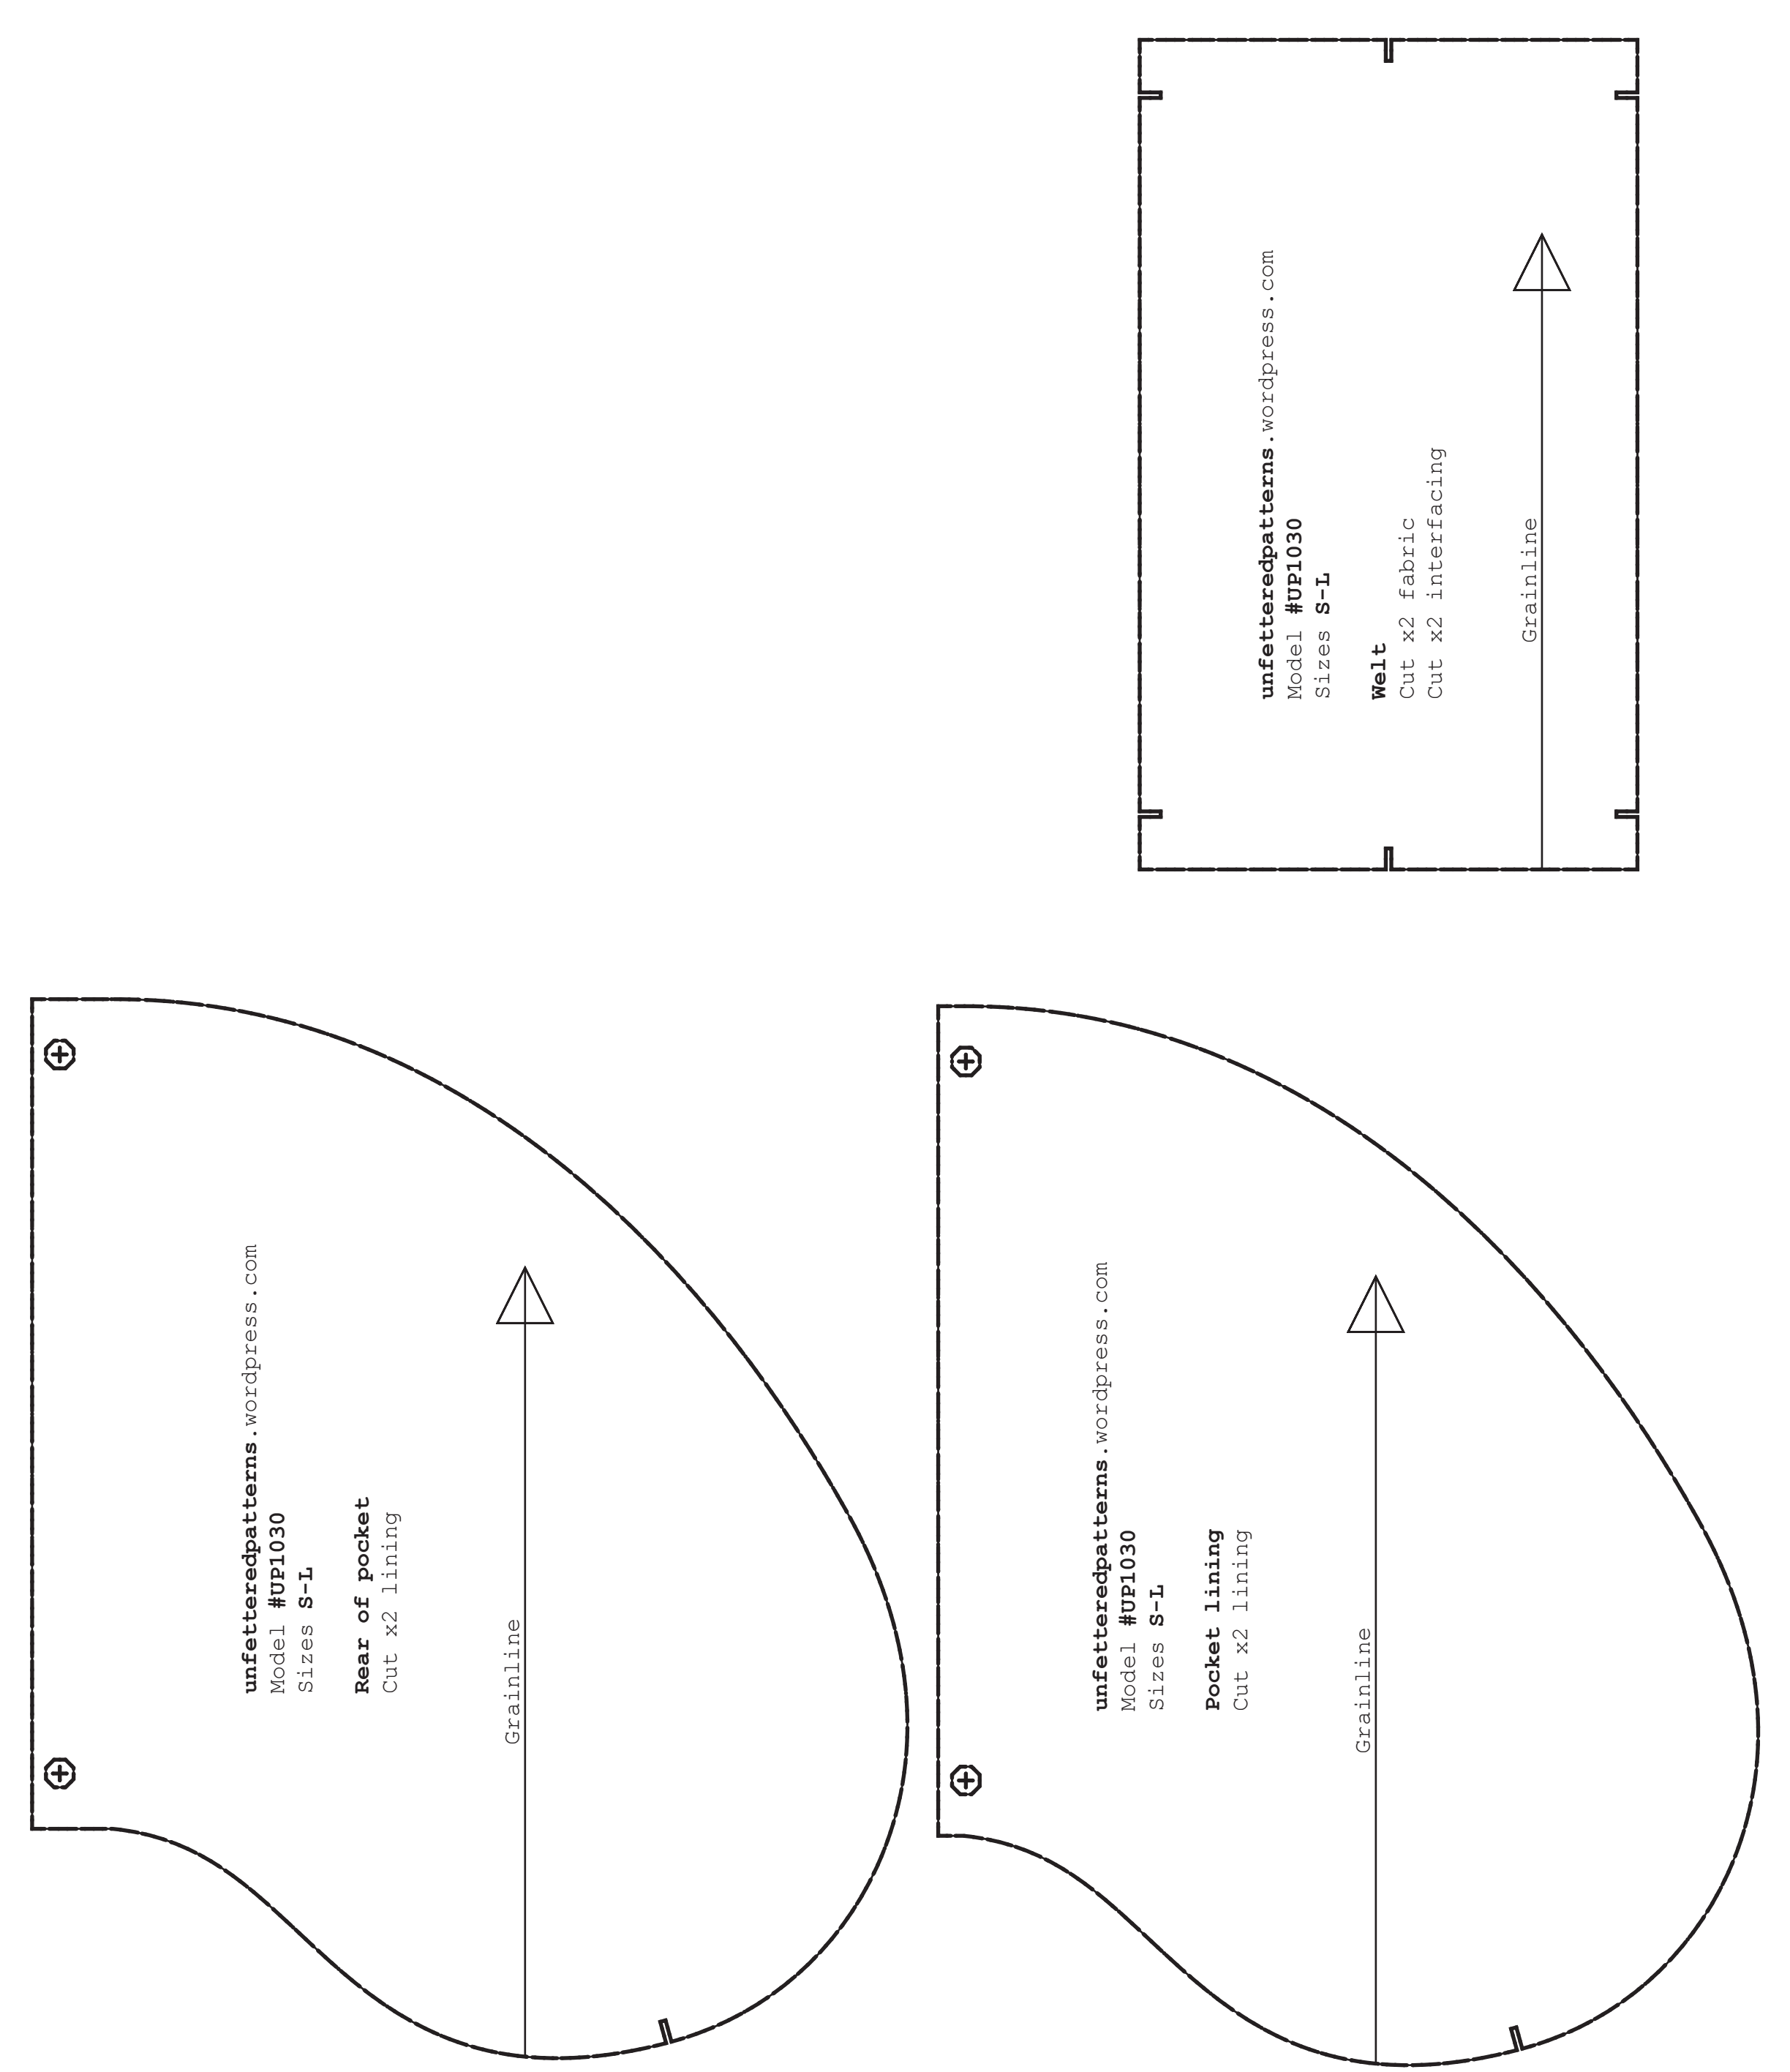 unfetteredpatterns.wordpress.com
Model #UP1030
Sizes S-L
Welt
Cut x2 fabric
Cut x2 interfacing
Grainline
unfetteredpatterns.wordpress.com
Model #UP1030
Sizes S-L
Rear of pocket
Cut x2 lining
Grainline
unfetteredpatterns.wordpress.com
Model #UP1030
Sizes S-L
Pocket lining
Cut x2 lining
Grainline